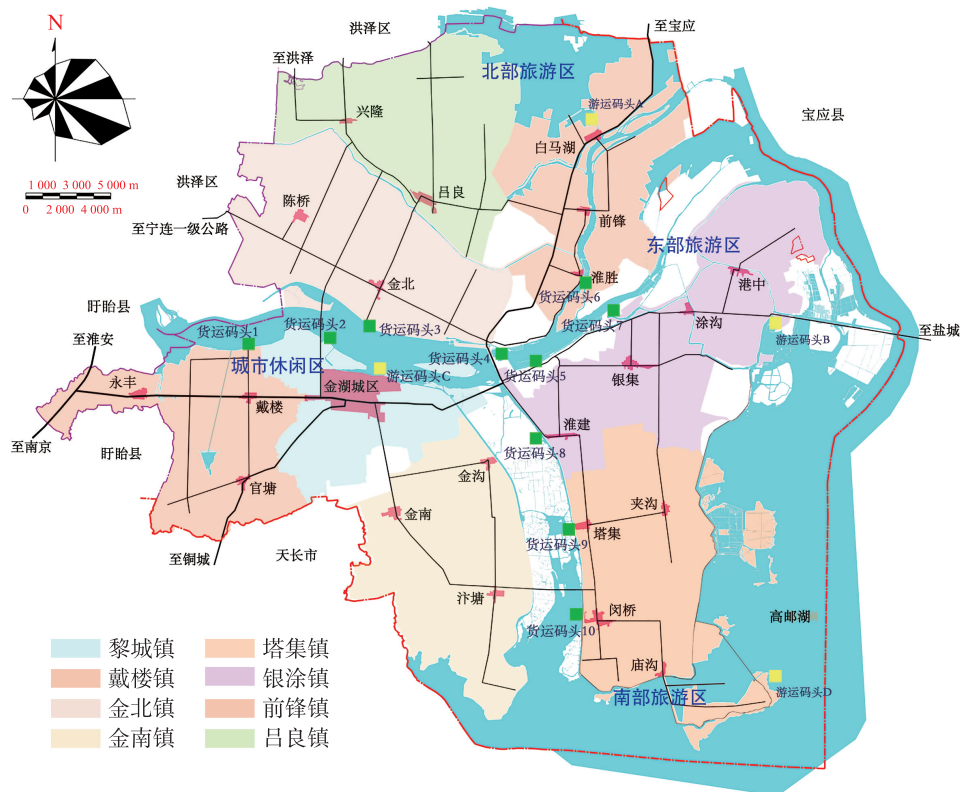 N
洪泽区
至宝应
至洪泽
北部旅游区
游运码头A
宝应县
兴隆
白马湖
1 000 3 000 5 000 m
0 2 000 4 000 m
洪泽区
陈桥
吕良
前锋
至宁连一级公路
东部旅游区
淮胜
港中
金北
货运码头6
盱眙县
货运码头1
货运码头2
货运码头3
货运码头7
涂沟
至盐城
至淮安
货运码头4
游运码头B
城市休闲区
游运码头C
货运码头5
银集
永丰
金湖城区
戴楼
至南京
盱眙县
淮建
货运码头8
金沟
官塘
金南
夹沟
塔集
货运码头9
至铜城
天长市
汴塘
闵桥
货运码头10
高邮湖
庙沟
南部旅游区
游运码头D
黎城镇
塔集镇
戴楼镇
银涂镇
金北镇
前锋镇
金南镇
吕良镇